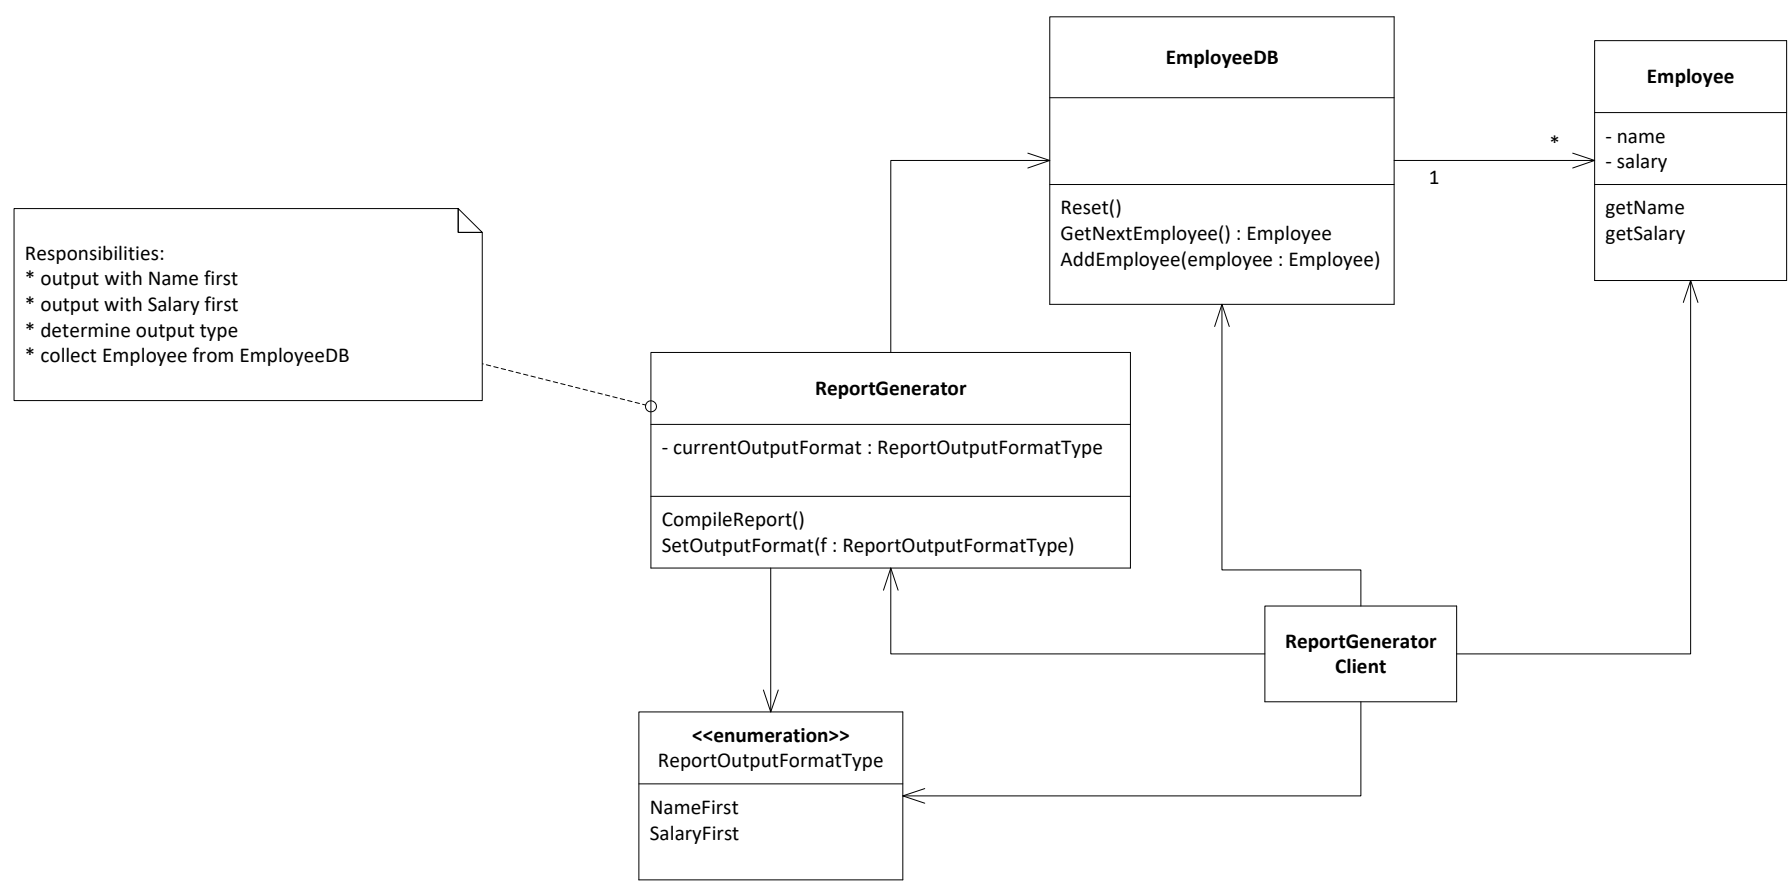 EmployeeDB
Reset()
GetNextEmployee() : Employee
AddEmployee(employee : Employee)
*
1
Employee
- name
- salary
getName
getSalary
Responsibilities:
* output with Name first
* output with Salary first
* determine output type
* collect Employee from EmployeeDB
ReportGenerator
- currentOutputFormat : ReportOutputFormatType
CompileReport()
SetOutputFormat(f : ReportOutputFormatType)
ReportGenerator
Client
<<enumeration>>
ReportOutputFormatType
NameFirst
SalaryFirst